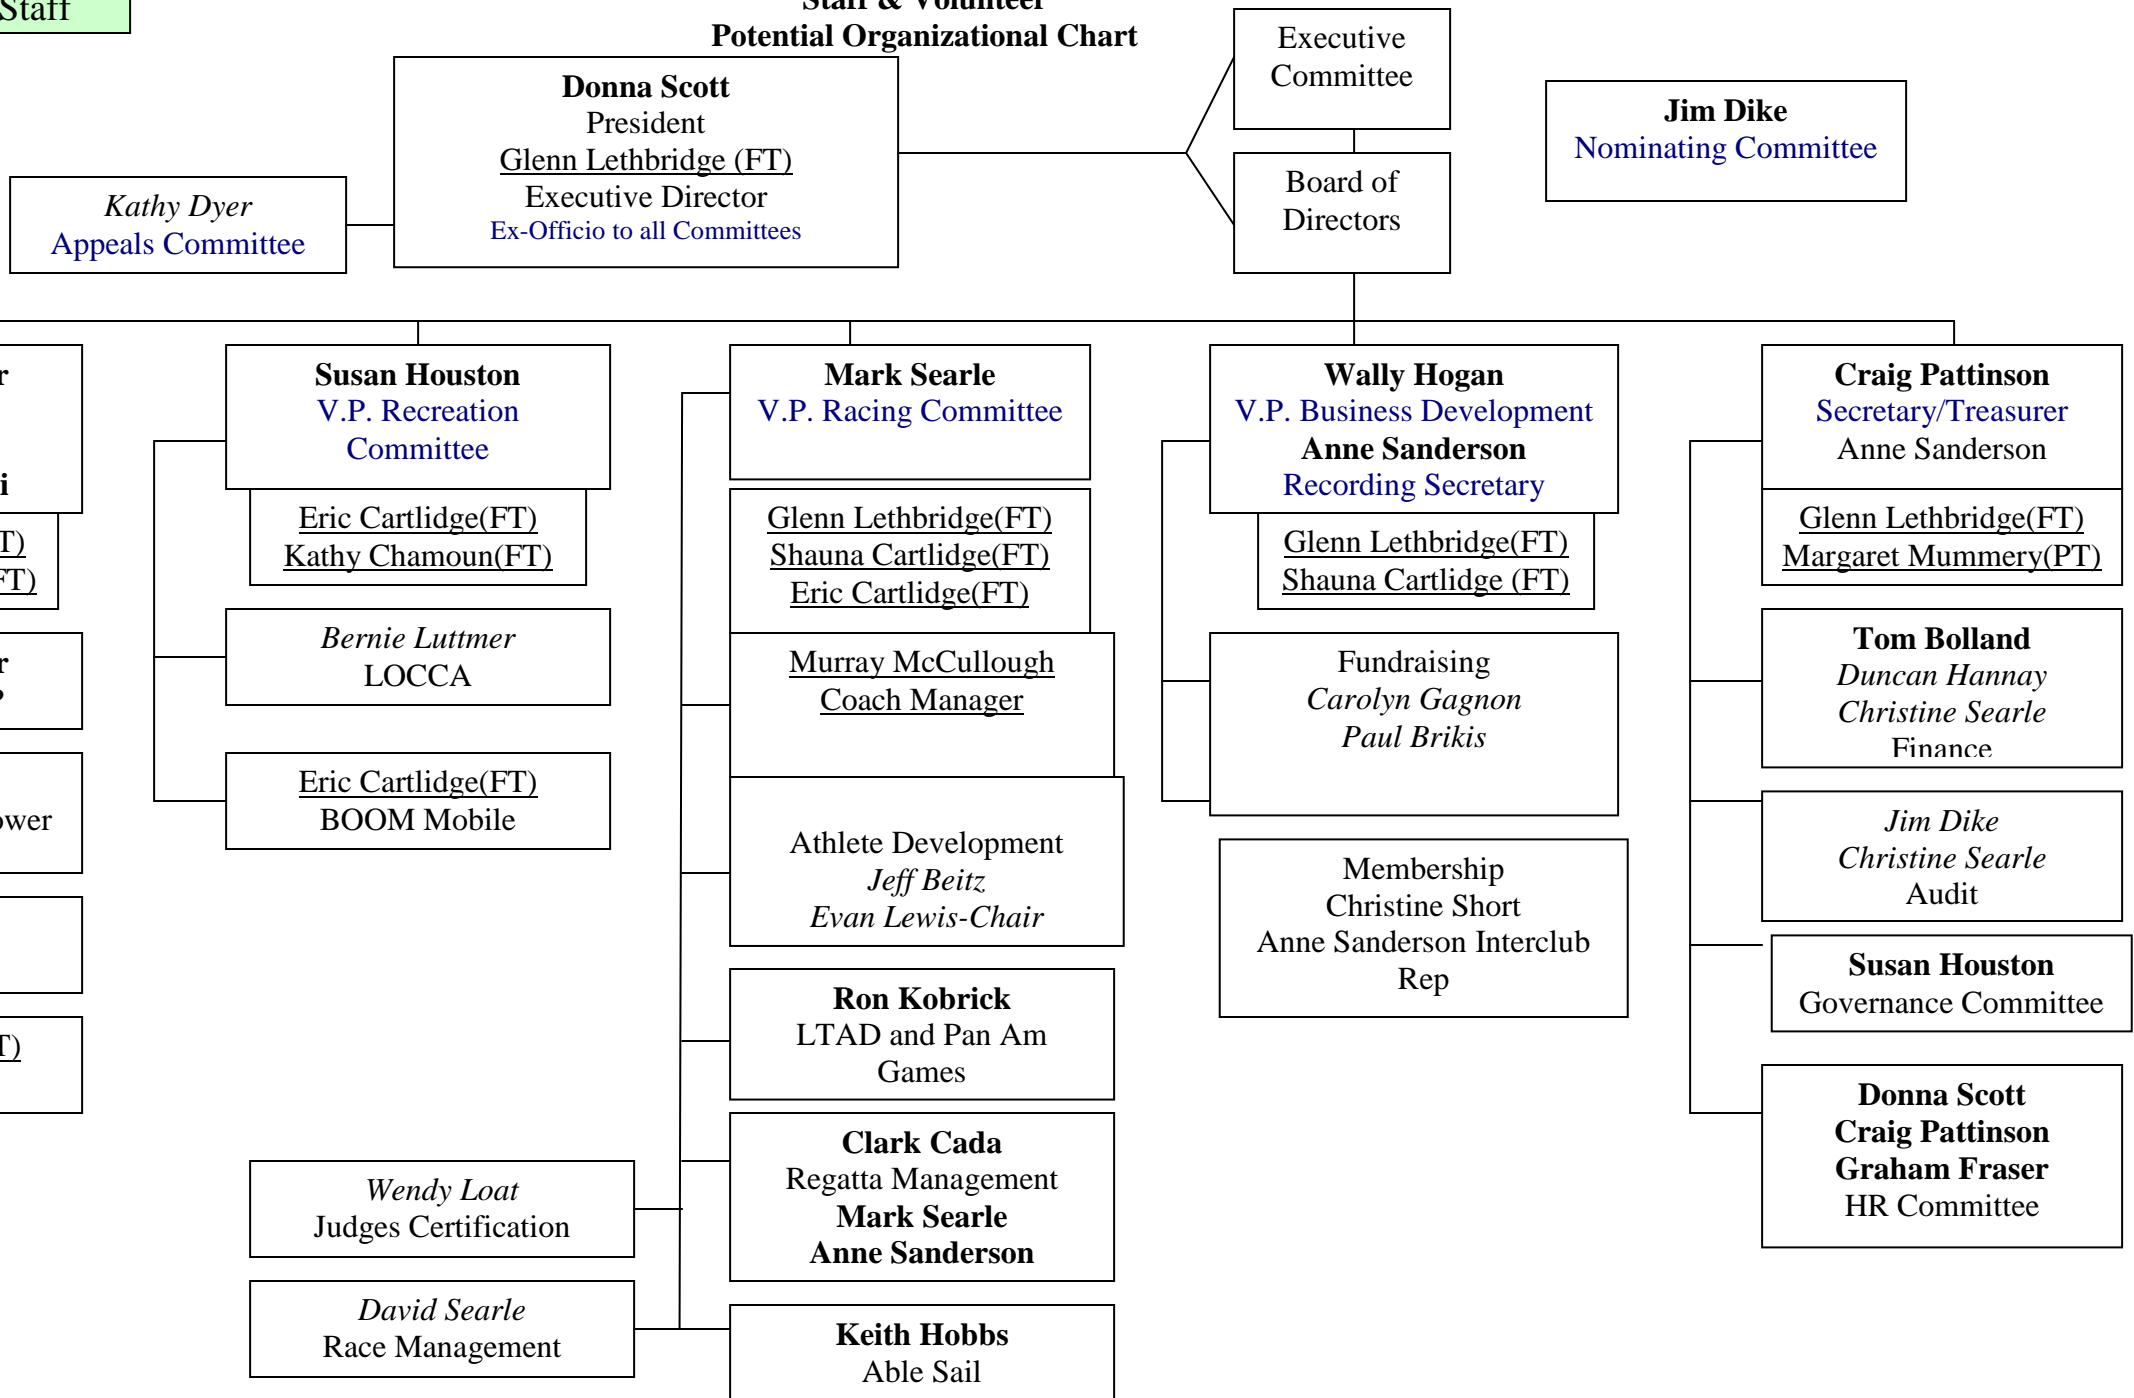 Staff
Staff & Volunteer
Potential Organizational Chart
Executive
Committee
Donna Scott
President
Glenn Lethbridge (FT)
Executive Director
Ex-Officio to all Committees
Jim Dike
Nominating Committee
Board of
Directors
Kathy Dyer
Appeals Committee
r
i
T)
FT)
r
?
ower
T)
Susan Houston
V.P. Recreation
Committee
Eric Cartlidge(FT)
Kathy Chamoun(FT)
Bernie Luttmer
LOCCA
Eric Cartlidge(FT)
BOOM Mobile
Wendy Loat
Judges Certification
David Searle
Race Management
Mark Searle
V.P. Racing Committee
Glenn Lethbridge(FT)
Shauna Cartlidge(FT)
Eric Cartlidge(FT)
Murray McCullough
Coach Manager
Athlete Development
Jeff Beitz
Evan Lewis-Chair
Ron Kobrick
LTAD and Pan Am
Games
Clark Cada
Regatta Management
Mark Searle
Anne Sanderson
Keith Hobbs
Able Sail
Wally Hogan
V.P. Business Development
Anne Sanderson
Recording Secretary
Glenn Lethbridge(FT)
Shauna Cartlidge (FT)
Fundraising
Carolyn Gagnon
Paul Brikis
Membership
Christine Short
Anne Sanderson Interclub
Rep
Craig Pattinson
Secretary/Treasurer
Anne Sanderson
Glenn Lethbridge(FT)
Margaret Mummery(PT)
Tom Bolland
Duncan Hannay
Christine Searle
Finance
Jim Dike
Christine Searle
Audit
Susan Houston
Governance Committee
Donna Scott
Craig Pattinson
Graham Fraser
HR Committee